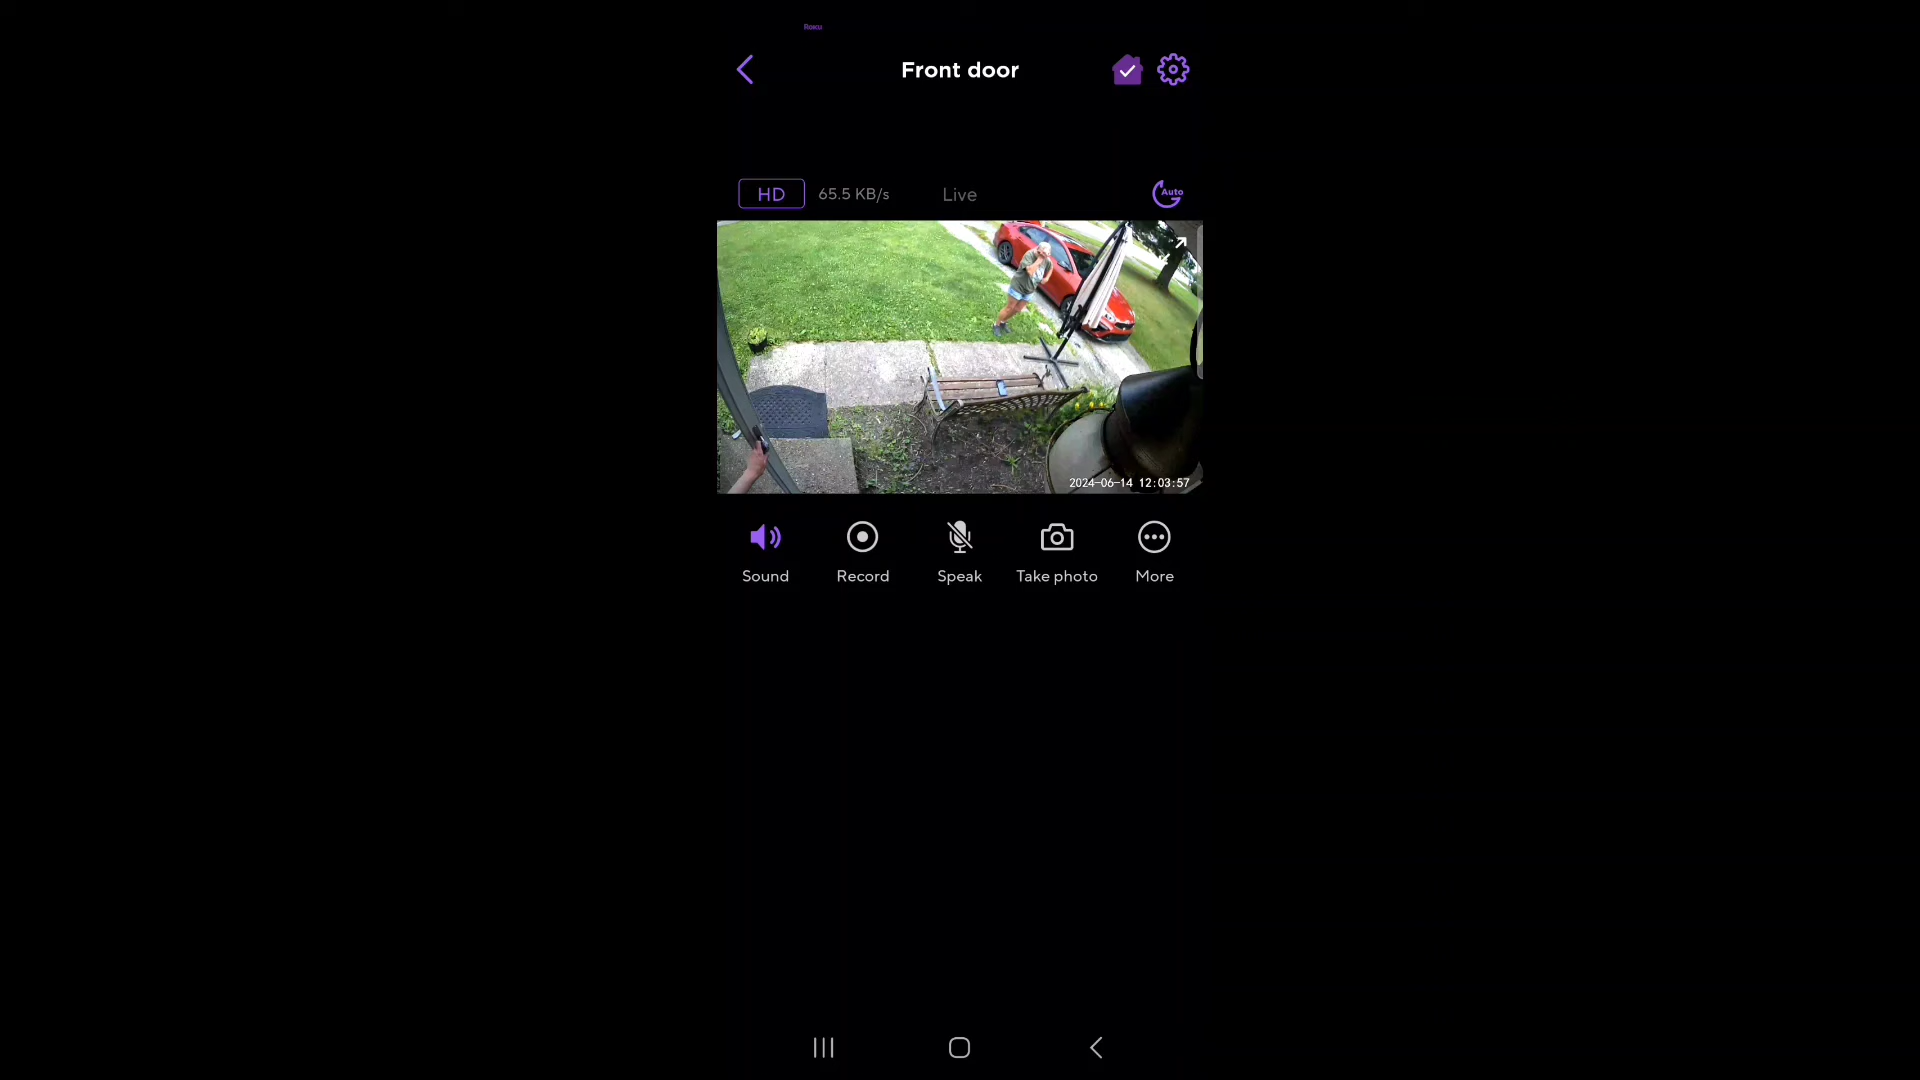 Roku
Front door
HD 65.5 KB/s Live Auto
2024-06-14 12:03:57
Sound Record Speak Take photo More